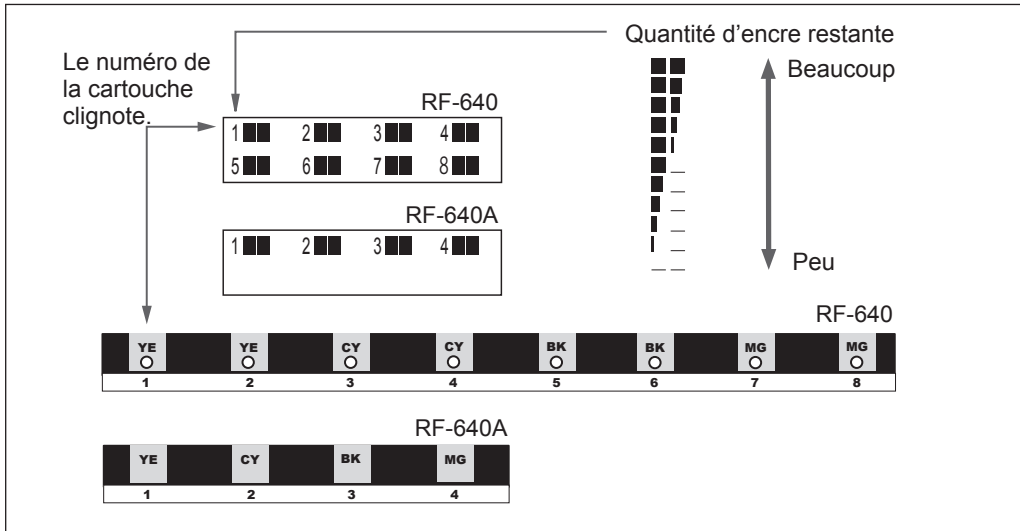 Quantité d’encre restante
Beaucoup
Peu
Le numéro de
la cartouche
clignote.
RF-640
1 2 3 4
5 6 7 8
RF-640A
1 2 3 4
RF-640
YE YE CY CY BK BK MG MG
1 2 3 4 5 6 7 8
RF-640A
YE CY BK MG
1 2 3 4